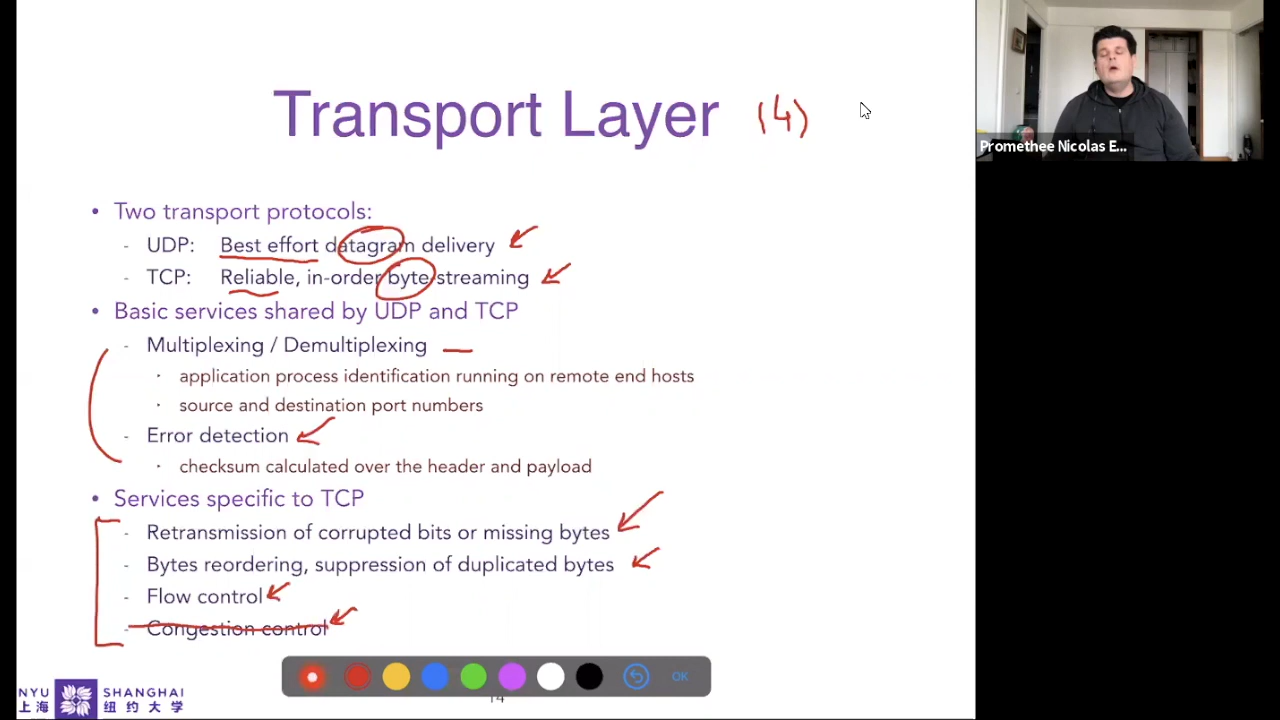 Transport Layer (4)
• Two transport protocols:
- UDP: Best effort datagram delivery
- TCP: Reliable, in-order byte streaming
• Basic services shared by UDP and TCP
- Multiplexing / Demultiplexing
· application process identification running on remote end hosts
· source and destination port numbers
- Error detection
· checksum calculated over the header and payload
• Services specific to TCP
- Retransmission of corrupted bits or missing bytes
- Bytes reordering, suppression of duplicated bytes
- Flow control
- Congestion control
OK
14
NYU SHANGHAI
上海 纽约大学
Promethee Nicolas E...